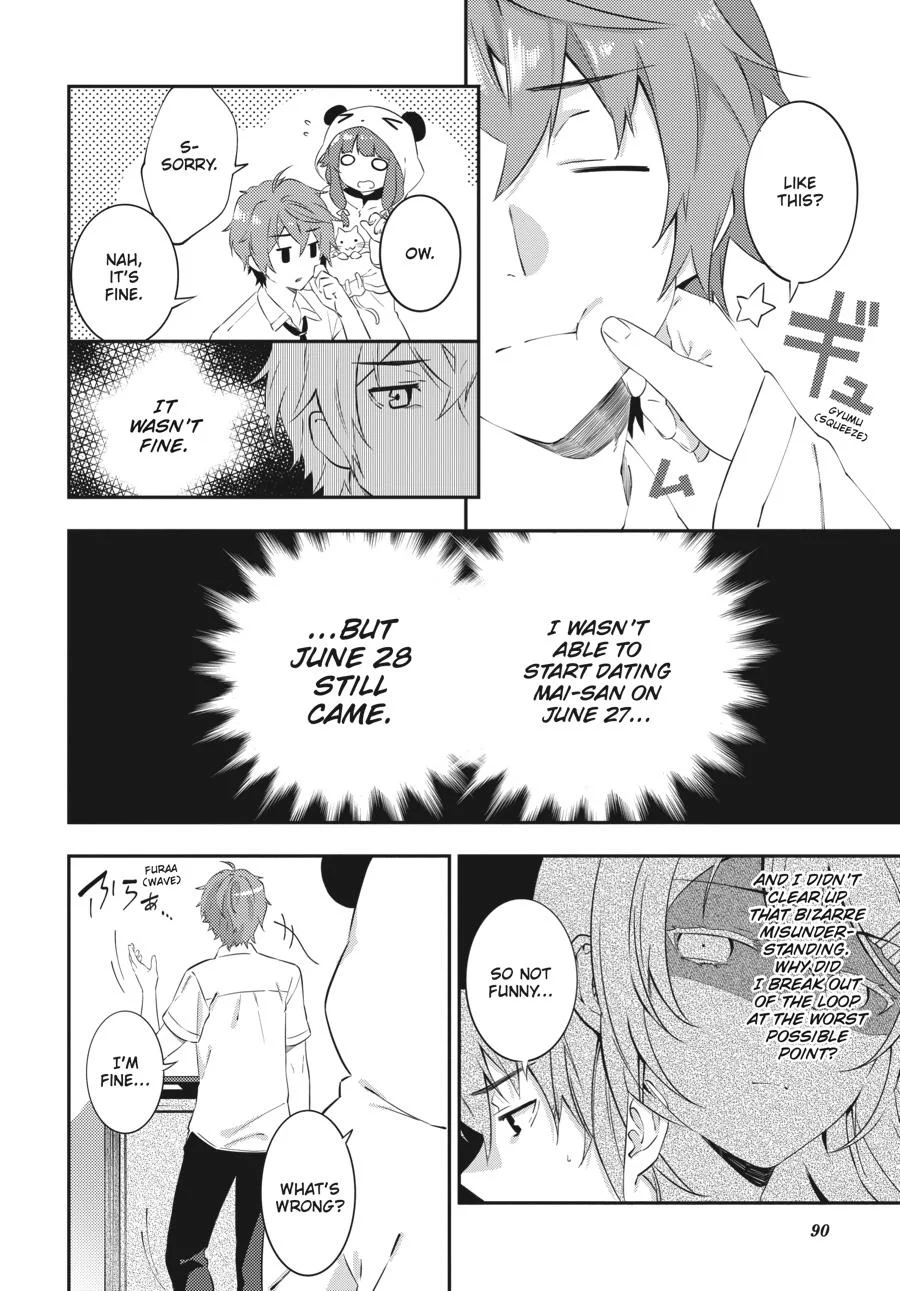 LIKE
THIS?
ギュ
ム
GYUMU
(SQUEEZE)
OW.
S-
SORRY.
NAH,
IT'S
FINE.
IT
WASN'T
FINE.
I WASN'T
ABLE TO
START DATING
MAI-SAN ON
JUNE 27...
...BUT
JUNE 28
STILL
CAME.
AND I DIDN'T
CLEAR UP
THAT BIZARRE
MISUNDER-
STANDING.
WHY DID
I BREAK OUT
OF THE LOOP
AT THE WORST
POSSIBLE
POINT?
SO NOT
FUNNY...
WHAT'S
WRONG?
I'M
FINE...
ふらぁ...
FURAA
(WAVE)
90